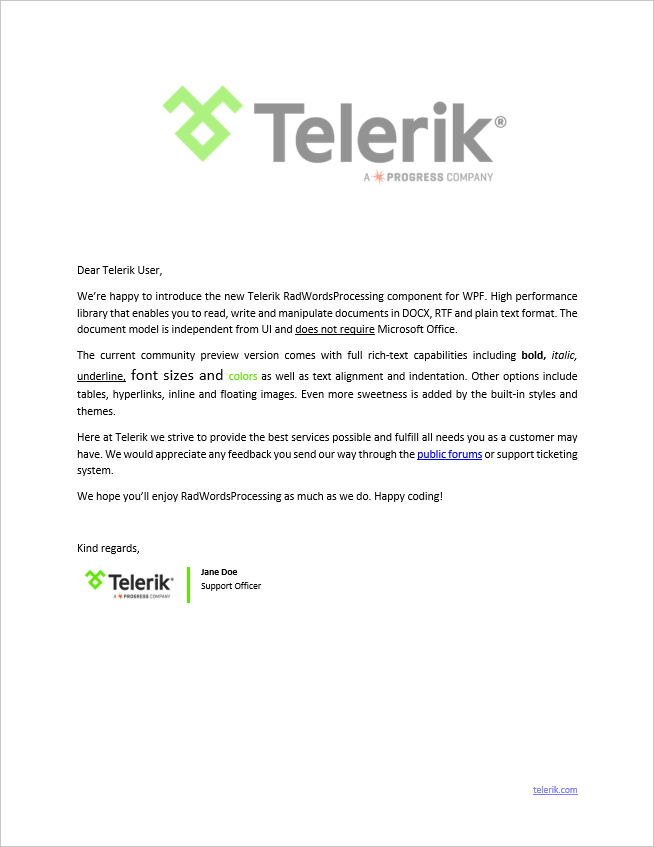 Telerik®
A PROGRESS COMPANY
Dear Telerik User,
We’re happy to introduce the new Telerik RadWordsProcessing component for WPF. High performance
library that enables you to read, write and manipulate documents in DOCX, RTF and plain text format. The
document model is independent from UI and does not require Microsoft Office.
The current community preview version comes with full rich-text capabilities including bold, italic,
underline, font sizes and colors as well as text alignment and indentation. Other options include
tables, hyperlinks, inline and floating images. Even more sweetness is added by the built-in styles and
themes.
Here at Telerik we strive to provide the best services possible and fulfill all needs you as a customer may
have. We would appreciate any feedback you send our way through the public forums or support ticketing
system.
We hope you’ll enjoy RadWordsProcessing as much as we do. Happy coding!
Kind regards,
Telerik
A PROGRESS COMPANY
Jane Doe
Support Officer
telerik.com